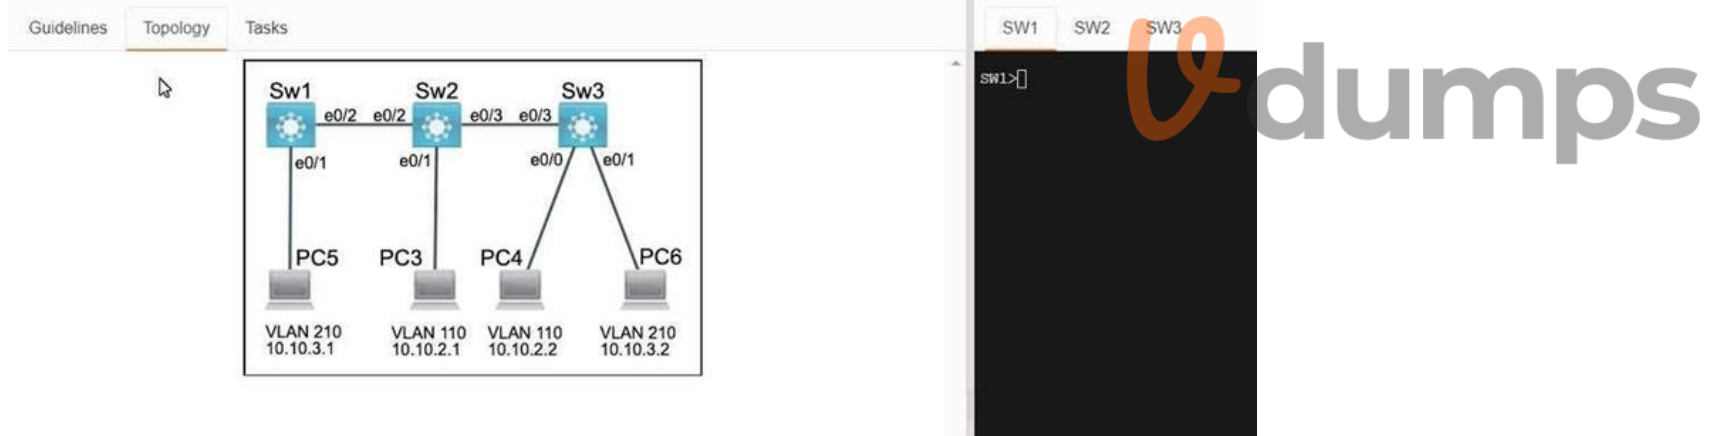 Guidelines Topology Tasks
SW1 SW2 SW3
SW1>
dumps
Sw1 Sw2 Sw3
e0/2 e0/2 e0/3 e0/3
e0/1 e0/1 e0/0 e0/1
PC5 PC3 PC4 PC6
VLAN 210 VLAN 110 VLAN 110 VLAN 210
10.10.3.1 10.10.2.1 10.10.2.2 10.10.3.2